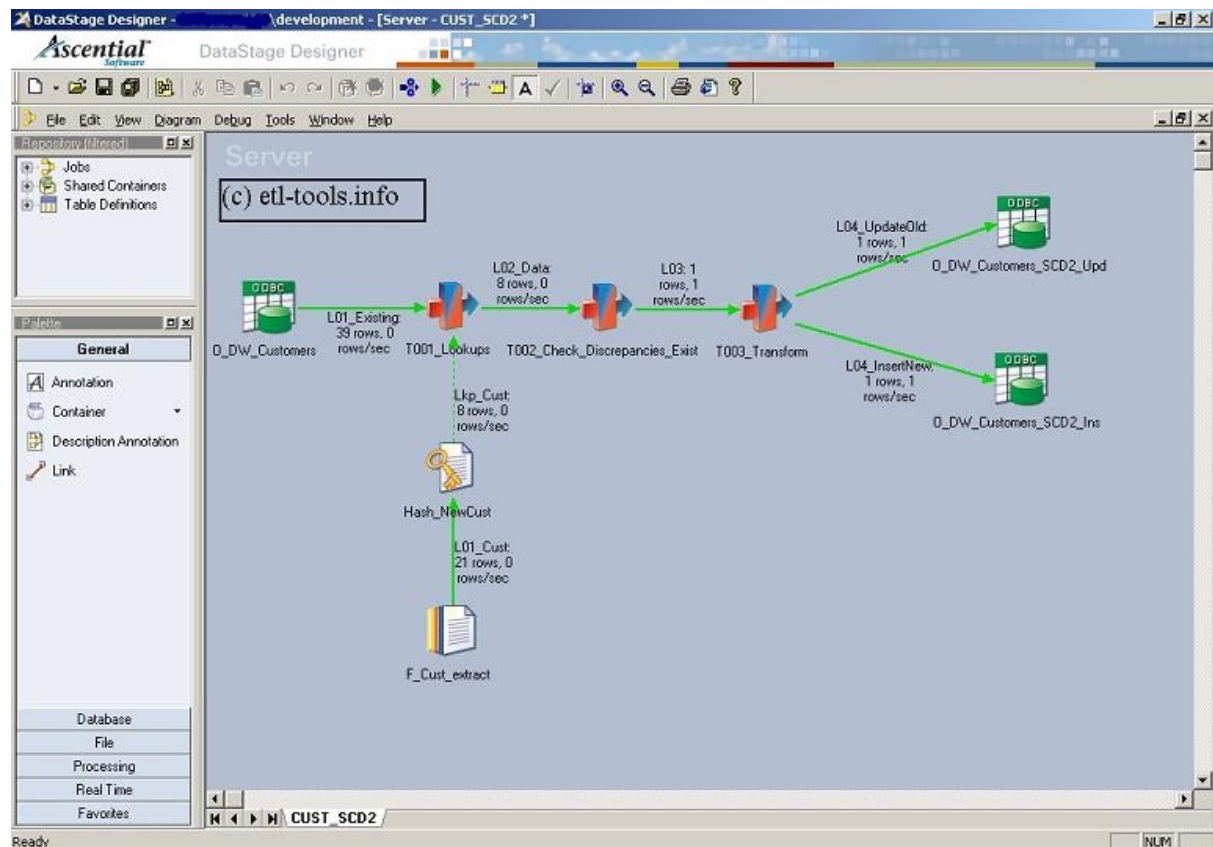 DataStage Designer - \development - [Server - CUST_SCD2 *]
Ascential Software
DataStage Designer
File Edit View Diagram Debug Tools Window Help
Repository (filtered)
Jobs
Shared Containers
Table Definitions
Palette
General
Annotation
Container
Description Annotation
Link
Database
File
Processing
Real Time
Favorites
Server
(c) etl-tools.info
ODBC
O_DW_Customers
L01_Existing:
39 rows, 0
rows/sec
T001_Lookups
L02_Data:
8 rows, 0
rows/sec
T002_Check_Discrepancies_Exist
L03: 1
rows, 1
rows/sec
T003_Transform
L04_UpdateOld:
1 rows, 1
rows/sec
ODBC
O_DW_Customers_SCD2_Upd
L04_InsertNew:
1 rows, 1
rows/sec
ODBC
O_DW_Customers_SCD2_Ins
Lkp_Cust:
8 rows, 0
rows/sec
Hash_NewCust
L01_Cust:
21 rows, 0
rows/sec
F_Cust_extract
CUST_SCD2
Ready
NUM